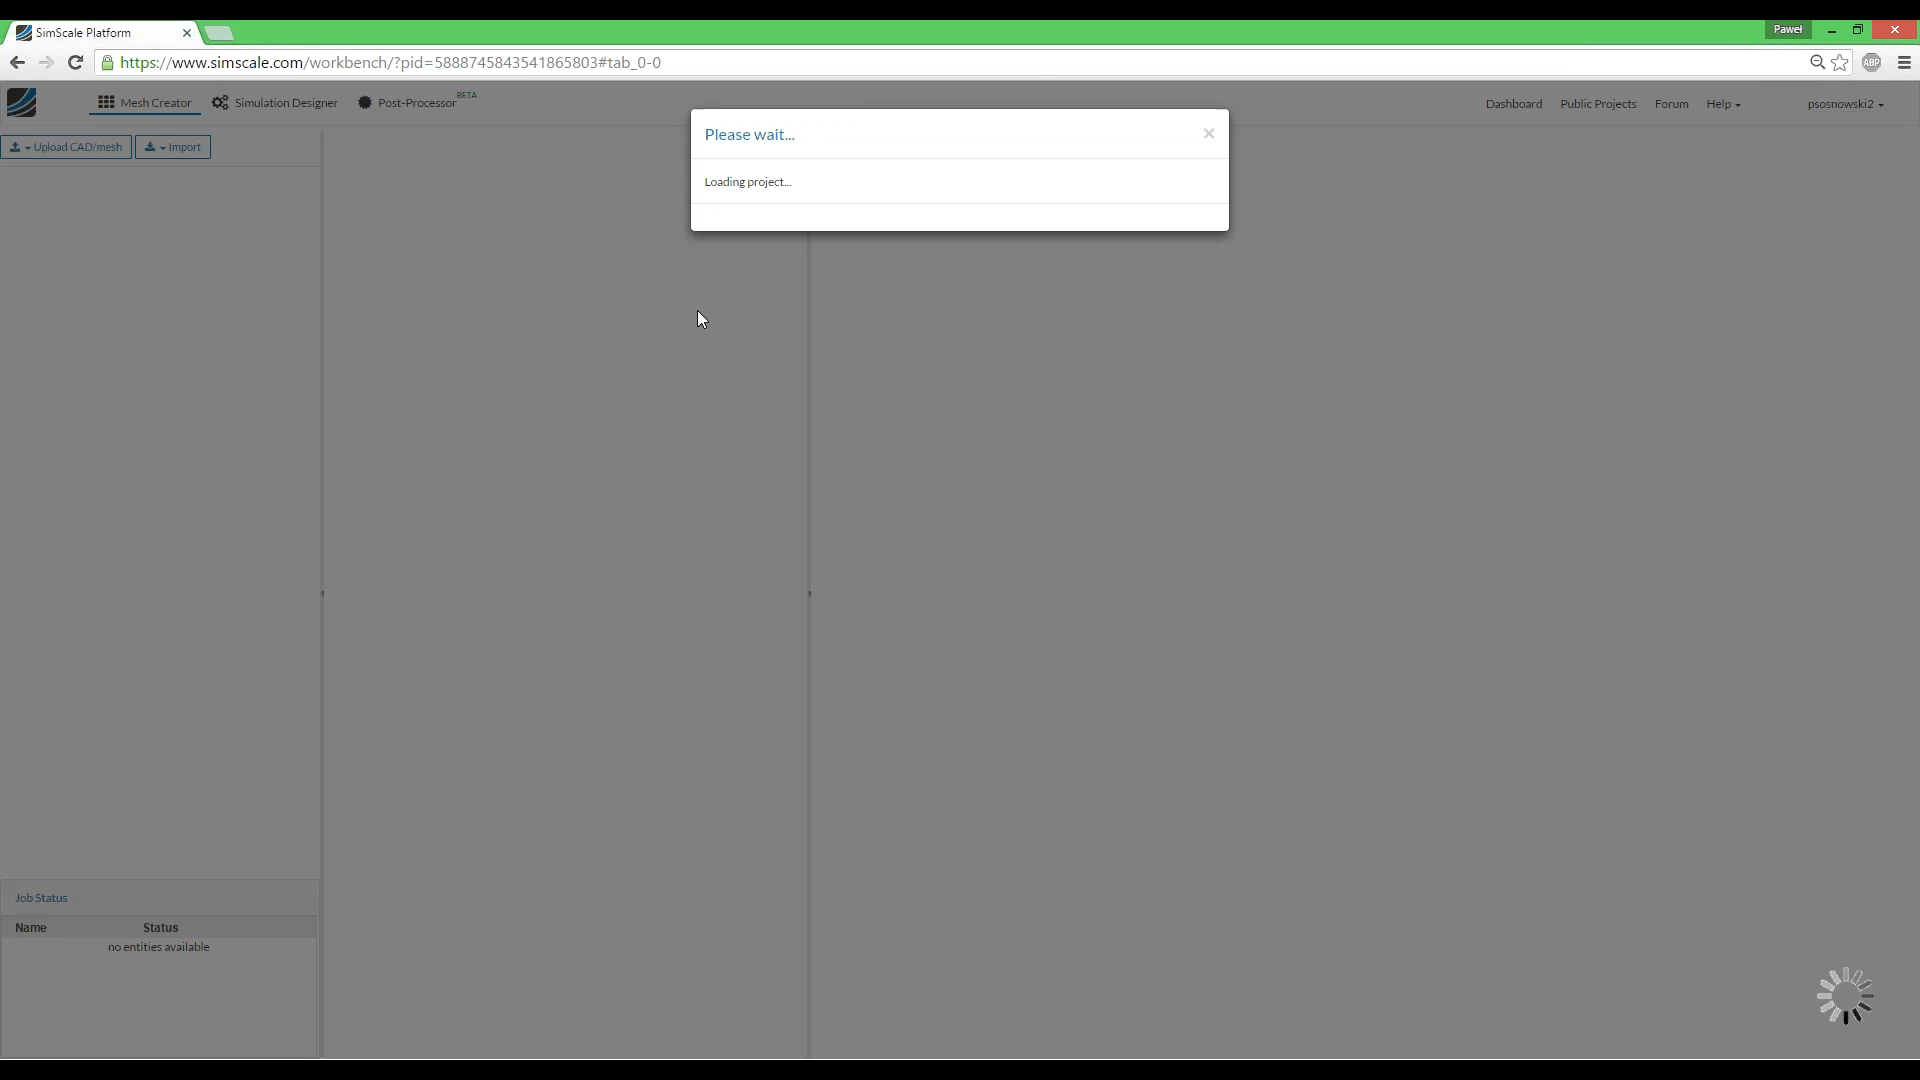 SimScale Platform
Paweł
https://www.simscale.com/workbench/?pid=5888745843541865803#tab_0-0
ABP
Mesh Creator
Simulation Designer
Post-Processor BETA
Dashboard
Public Projects
Forum
Help
psosnowski2
Please wait...
Loading project...
Upload CAD/mesh
Import
Job Status
Name Status
no entities available